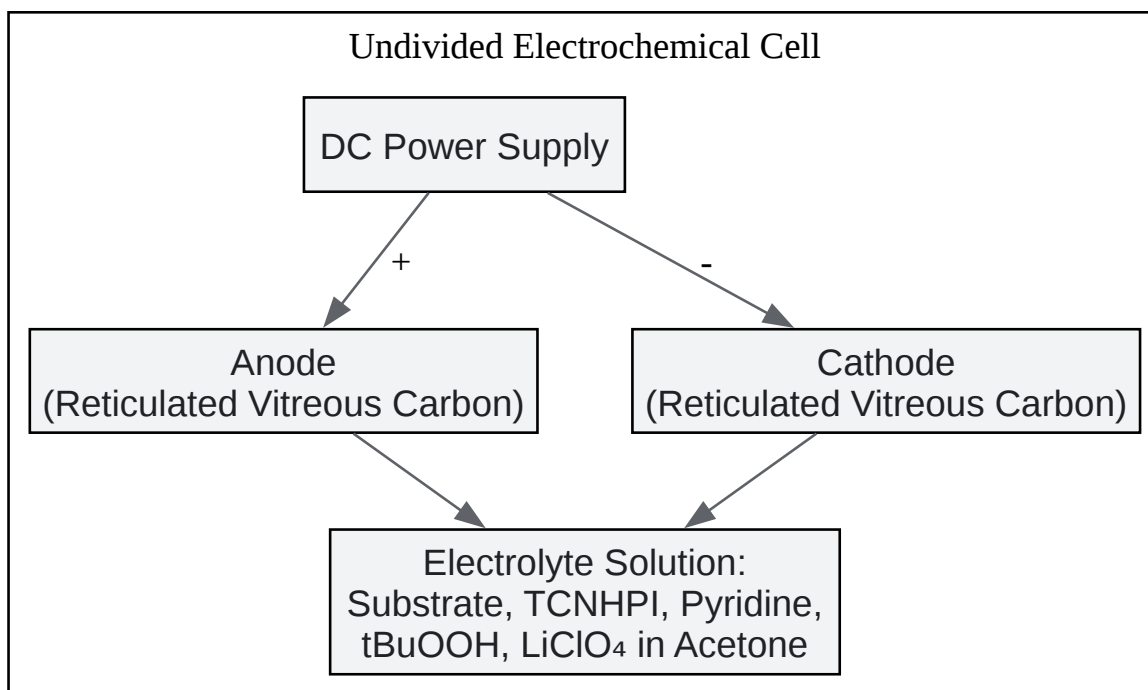 Undivided Electrochemical Cell
DC Power Supply
+
-
Anode
(Reticulated Vitreous Carbon)
Cathode
(Reticulated Vitreous Carbon)
Electrolyte Solution:
Substrate, TCNHPI, Pyridine,
tBuOOH, LiClO₄ in Acetone